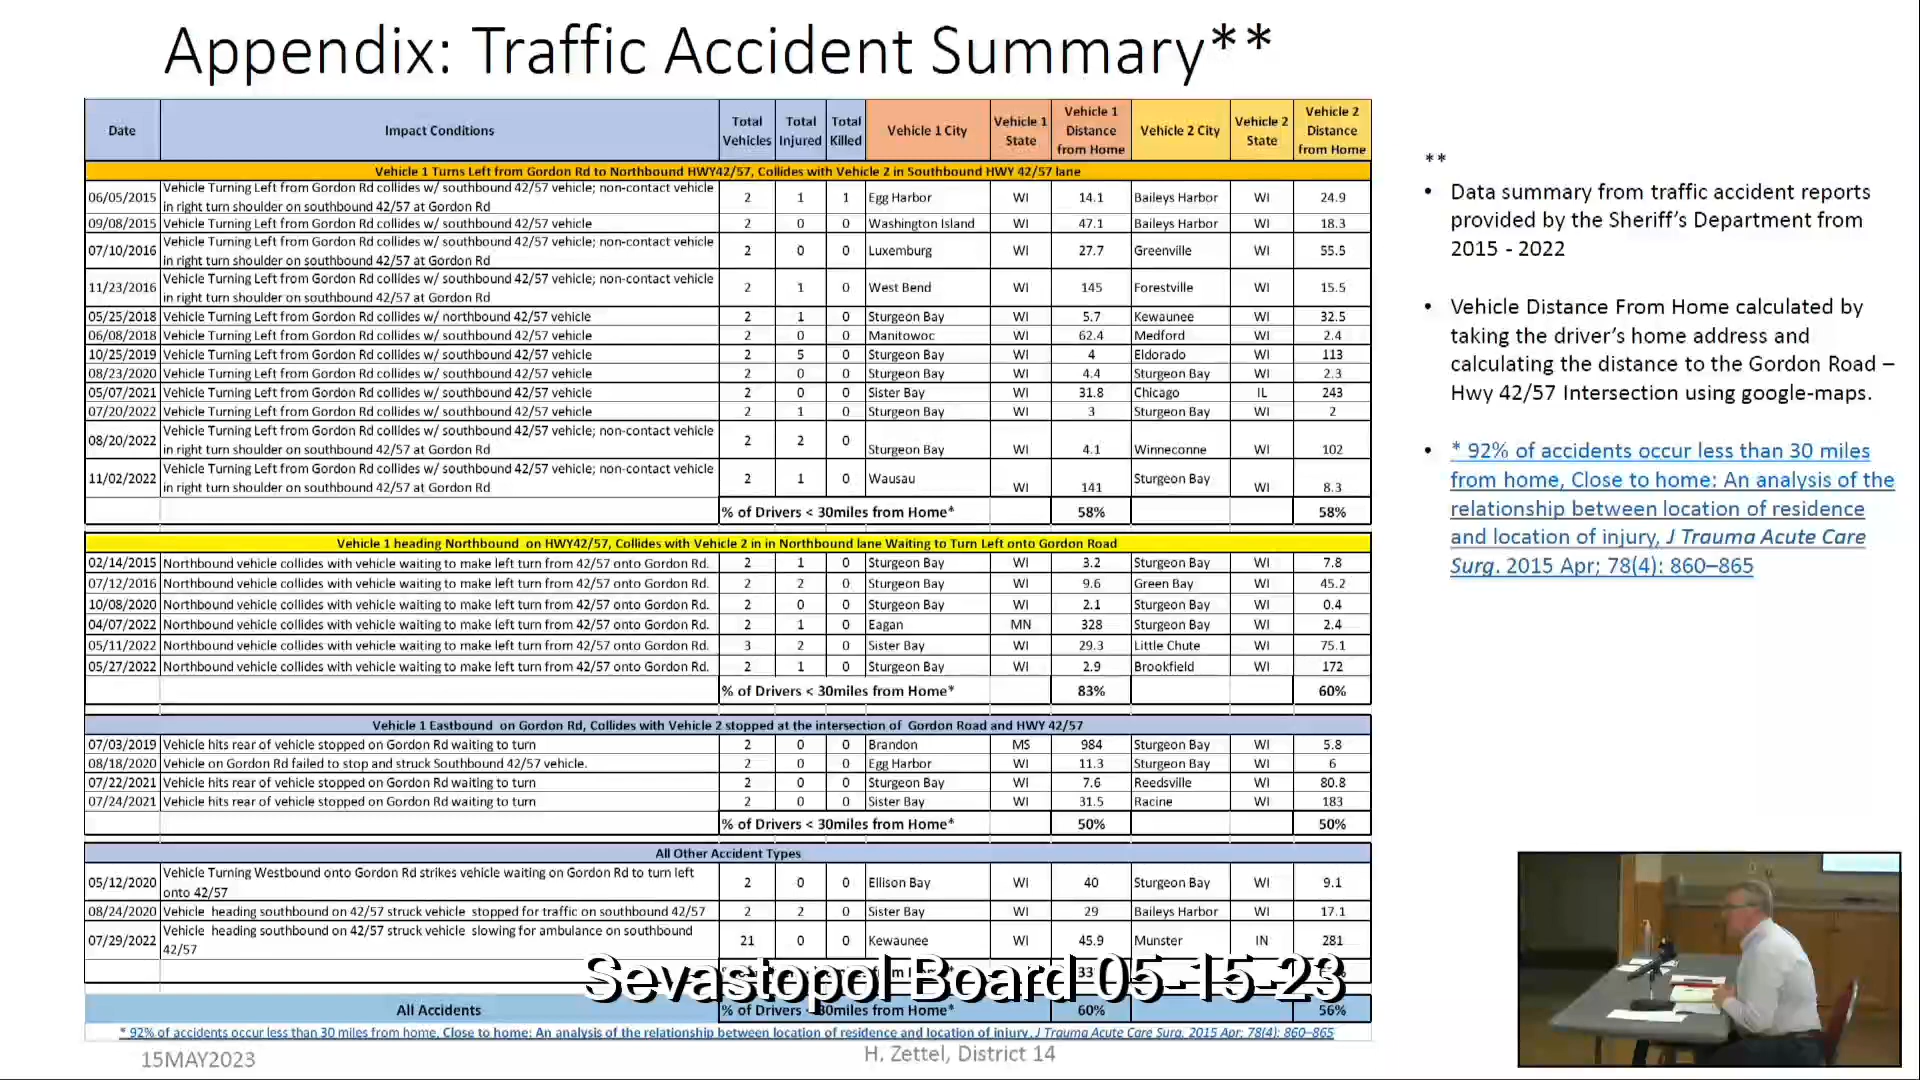 Appendix: Traffic Accident Summary**
Date Impact Conditions Total Vehicles Total Injured Total Killed Vehicle 1 City Vehicle 1 State Vehicle 1 Distance from Home Vehicle 2 City Vehicle 2 State Vehicle 2 Distance from Home
Vehicle 1 Turns Left from Gordon Rd to Northbound HWY42/57, Collides with Vehicle 2 in Southbound HWY 42/57 lane
06/05/2015 Vehicle Turning Left from Gordon Rd collides w/ southbound 42/57 vehicle; non-contact vehicle in right turn shoulder on southbound 42/57 at Gordon Rd 2 1 1 Egg Harbor WI 14.1 Baileys Harbor WI 24.9
09/08/2015 Vehicle Turning Left from Gordon Rd collides w/ southbound 42/57 vehicle 2 0 0 Washington Island WI 47.1 Baileys Harbor WI 18.3
07/10/2016 Vehicle Turning Left from Gordon Rd collides w/ southbound 42/57 vehicle; non-contact vehicle in right turn shoulder on southbound 42/57 at Gordon Rd 2 0 0 Luxemburg WI 27.7 Greenville WI 55.5
11/23/2016 Vehicle Turning Left from Gordon Rd collides w/ southbound 42/57 vehicle; non-contact vehicle in right turn shoulder on southbound 42/57 at Gordon Rd 2 1 0 West Bend WI 145 Forestville WI 15.5
05/25/2018 Vehicle Turning Left from Gordon Rd collides w/ northbound 42/57 vehicle 2 1 0 Sturgeon Bay WI 5.7 Kewaunee WI 32.5
06/08/2018 Vehicle Turning Left from Gordon Rd collides w/ southbound 42/57 vehicle 2 0 0 Manitowoc WI 62.4 Medford WI 2.4
10/25/2019 Vehicle Turning Left from Gordon Rd collides w/ southbound 42/57 vehicle 2 5 0 Sturgeon Bay WI 4 Eldorado WI 113
08/23/2020 Vehicle Turning Left from Gordon Rd collides w/ southbound 42/57 vehicle 2 0 0 Sturgeon Bay WI 4.4 Sturgeon Bay WI 2.3
05/07/2021 Vehicle Turning Left from Gordon Rd collides w/ southbound 42/57 vehicle 2 0 0 Sister Bay WI 31.8 Chicago IL 243
07/20/2022 Vehicle Turning Left from Gordon Rd collides w/ southbound 42/57 vehicle 2 1 0 Sturgeon Bay WI 3 Sturgeon Bay WI 2
08/20/2022 Vehicle Turning Left from Gordon Rd collides w/ southbound 42/57 vehicle; non-contact vehicle in right turn shoulder on southbound 42/57 at Gordon Rd 2 2 0 Sturgeon Bay WI 4.1 Winneconne WI 102
11/02/2022 Vehicle Turning Left from Gordon Rd collides w/ southbound 42/57 vehicle; non-contact vehicle in right turn shoulder on southbound 42/57 at Gordon Rd 2 1 0 Wausau WI 141 Sturgeon Bay WI 8.3
% of Drivers < 30miles from Home* 58% 58%
Vehicle 1 heading Northbound on HWY42/57, Collides with Vehicle 2 in in Northbound lane Waiting to Turn Left onto Gordon Road
02/14/2015 Northbound vehicle collides with vehicle waiting to make left turn from 42/57 onto Gordon Rd. 2 1 0 Sturgeon Bay WI 3.2 Sturgeon Bay WI 7.8
07/12/2016 Northbound vehicle collides with vehicle waiting to make left turn from 42/57 onto Gordon Rd. 2 2 0 Sturgeon Bay WI 9.6 Green Bay WI 45.2
10/08/2020 Northbound vehicle collides with vehicle waiting to make left turn from 42/57 onto Gordon Rd. 2 0 0 Sturgeon Bay WI 2.1 Sturgeon Bay WI 0.4
04/07/2022 Northbound vehicle collides with vehicle waiting to make left turn from 42/57 onto Gordon Rd. 2 1 0 Eagan MN 328 Sturgeon Bay WI 2.4
05/11/2022 Northbound vehicle collides with vehicle waiting to make left turn from 42/57 onto Gordon Rd. 3 2 0 Sister Bay WI 29.3 Little Chute WI 75.1
05/27/2022 Northbound vehicle collides with vehicle waiting to make left turn from 42/57 onto Gordon Rd. 2 1 0 Sturgeon Bay WI 2.9 Brookfield WI 172
% of Drivers < 30miles from Home* 83% 60%
Vehicle 1 Eastbound on Gordon Rd, Collides with Vehicle 2 stopped at the intersection of Gordon Road and HWY 42/57
07/03/2019 Vehicle hits rear of vehicle stopped on Gordon Rd waiting to turn 2 0 0 Brandon MS 984 Sturgeon Bay WI 5.8
08/18/2020 Vehicle on Gordon Rd failed to stop and struck Southbound 42/57 vehicle. 2 0 0 Egg Harbor WI 11.3 Sturgeon Bay WI 6
07/22/2021 Vehicle hits rear of vehicle stopped on Gordon Rd waiting to turn 2 0 0 Sturgeon Bay WI 7.6 Reedsville WI 80.8
07/24/2021 Vehicle hits rear of vehicle stopped on Gordon Rd waiting to turn 2 0 0 Sister Bay WI 31.5 Racine WI 183
% of Drivers < 30miles from Home* 50% 50%
All Other Accident Types
05/12/2020 Vehicle Turning Westbound onto Gordon Rd strikes vehicle waiting on Gordon Rd to turn left onto 42/57 2 0 0 Ellison Bay WI 40 Sturgeon Bay WI 9.1
08/24/2020 Vehicle heading southbound on 42/57 struck vehicle stopped for traffic on southbound 42/57 2 2 0 Sister Bay WI 29 Baileys Harbor WI 17.1
07/29/2022 Vehicle heading southbound on 42/57 struck vehicle slowing for ambulance on southbound 42/57 21 0 0 Kewaunee WI 45.9 Munster IN 281
Sevastopol Board 05-15-23
All Accidents % of Drivers 30miles from Home* 60% 56%
* 92% of accidents occur less than 30 miles from home, Close to home: An analysis of the relationship between location of residence and location of injury, J Trauma Acute Care Surg. 2015 Apr; 78(4): 860–865
15MAY2023
H. Zettel, District 14
**
• Data summary from traffic accident reports
provided by the Sheriff's Department from
2015 - 2022
• Vehicle Distance From Home calculated by
taking the driver's home address and
calculating the distance to the Gordon Road –
Hwy 42/57 Intersection using google-maps.
• * 92% of accidents occur less than 30 miles
from home, Close to home: An analysis of the
relationship between location of residence
and location of injury, J Trauma Acute Care
Surg. 2015 Apr; 78(4): 860–865